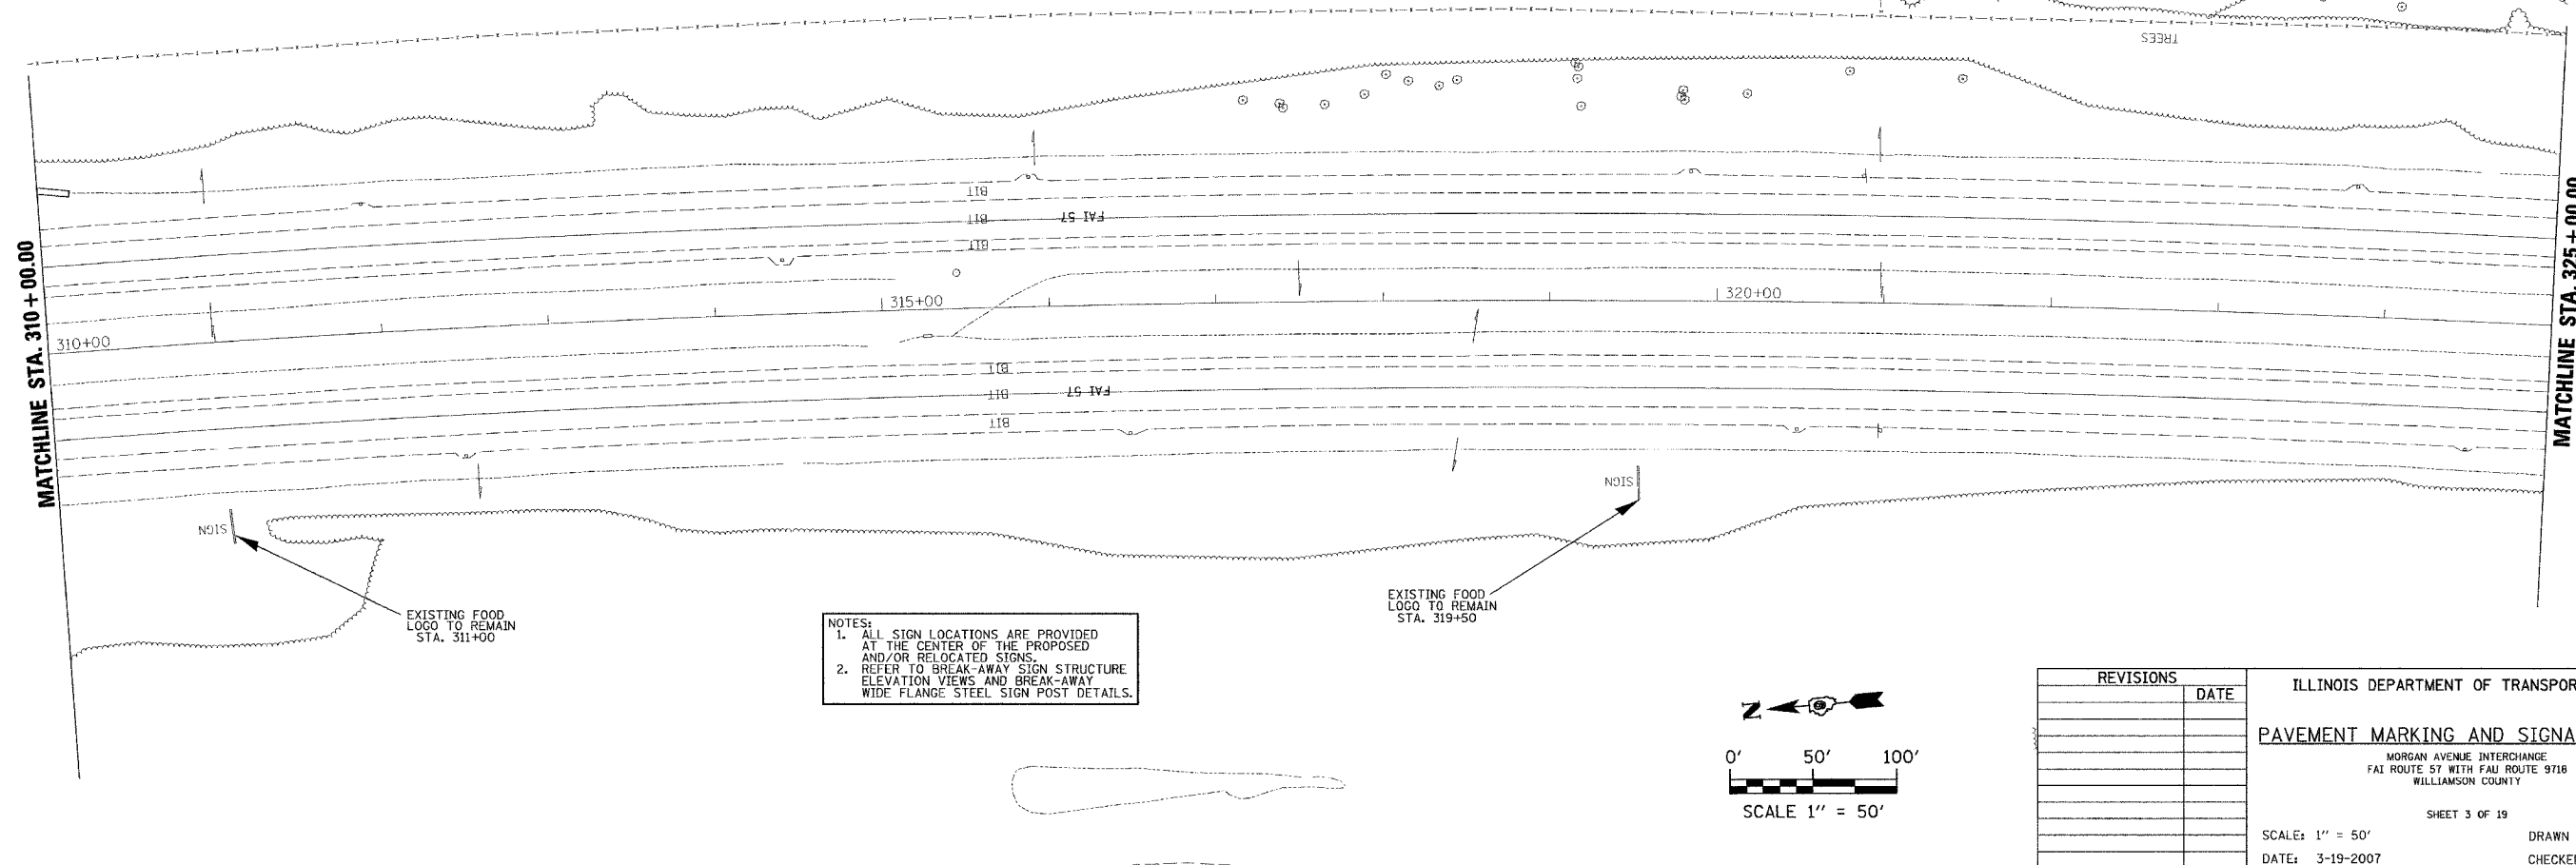 TREES
MATCHLINE STA. 310+00.00
MATCHLINE STA. 325+00.00
BIT
BIT
FAI 57
BIT
310+00
315+00
320+00
BIT
BIT
FAI 57
BIT
SIGN
SIGN
EXISTING FOOD
LOGO TO REMAIN
STA. 311+00
EXISTING FOOD
LOGO TO REMAIN
STA. 319+50
NOTES:
1. ALL SIGN LOCATIONS ARE PROVIDED
AT THE CENTER OF THE PROPOSED
AND/OR RELOCATED SIGNS.
2. REFER TO BREAK-AWAY SIGN STRUCTURE
ELEVATION VIEWS AND BREAK-AWAY
WIDE FLANGE STEEL SIGN POST DETAILS.
N
0' 50' 100'
SCALE 1" = 50'
REVISIONS
DATE
ILLINOIS DEPARTMENT OF TRANSPOR
PAVEMENT MARKING AND SIGNA
MORGAN AVENUE INTERCHANGE
FAI ROUTE 57 WITH FAU ROUTE 9718
WILLIAMSON COUNTY
SHEET 3 OF 19
SCALE: 1" = 50' DRAWN
DATE: 3-19-2007 CHECKE